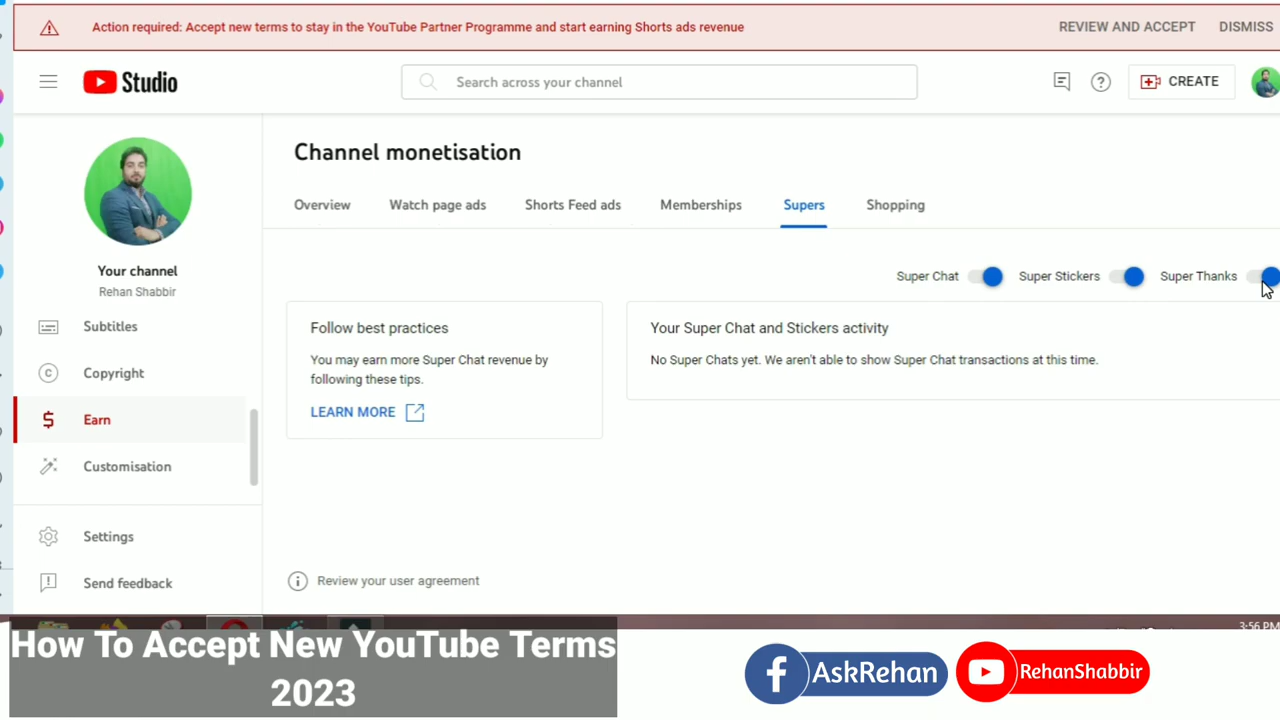 Action required: Accept new terms to stay in the YouTube Partner Programme and start earning Shorts ads revenue
REVIEW AND ACCEPT
DISMISS
Studio
Search across your channel
CREATE
Channel monetisation
Overview
Watch page ads
Shorts Feed ads
Memberships
Supers
Shopping
Your channel
Rehan Shabbir
Subtitles
Copyright
Earn
Customisation
Settings
Send feedback
Super Chat
Super Stickers
Super Thanks
Follow best practices
You may earn more Super Chat revenue by
following these tips.
LEARN MORE
Your Super Chat and Stickers activity
No Super Chats yet. We aren't able to show Super Chat transactions at this time.
Review your user agreement
3:56 PM
How To Accept New YouTube Terms
2023
AskRehan
RehanShabbir